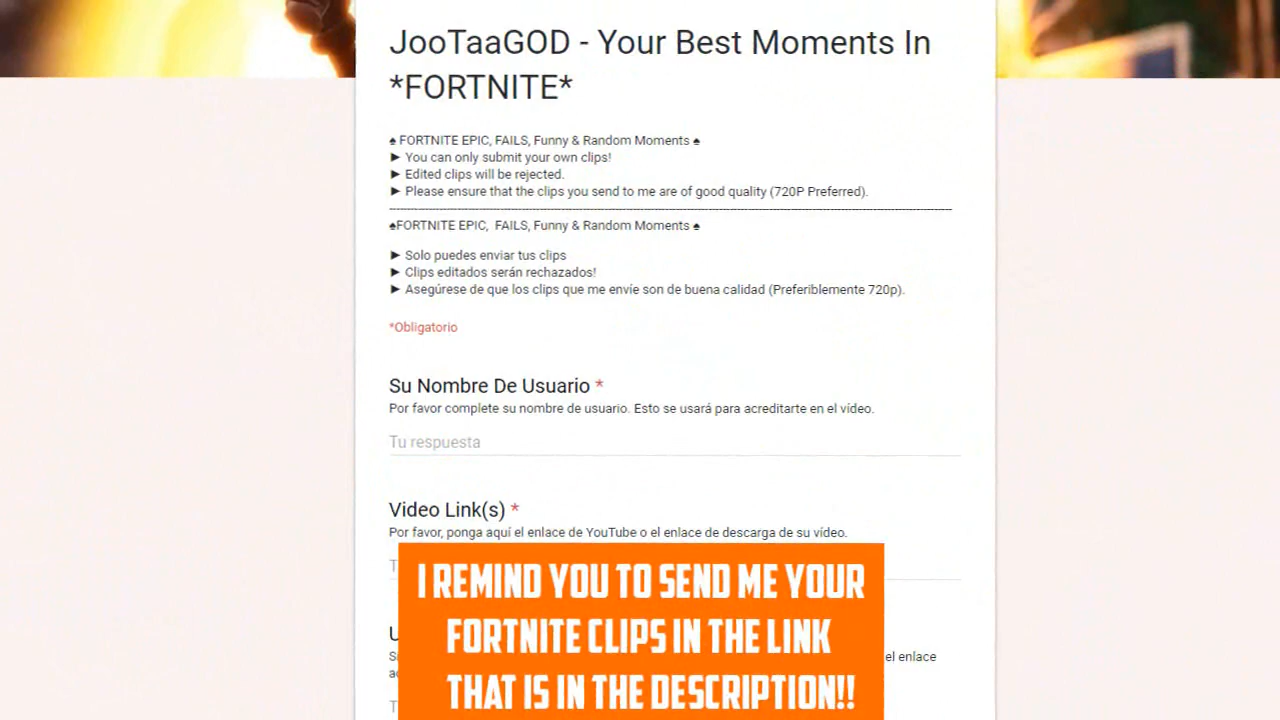 JooTaaGOD - Your Best Moments In
*FORTNITE*
♠ FORTNITE EPIC, FAILS, Funny & Random Moments ♠
► You can only submit your own clips!
► Edited clips will be rejected.
► Please ensure that the clips you send to me are of good quality (720P Preferred).
♠FORTNITE EPIC, FAILS, Funny & Random Moments ♠
► Solo puedes enviar tus clips
► Clips editados serán rechazados!
► Asegúrese de que los clips que me envíe son de buena calidad (Preferiblemente 720p).
*Obligatorio
Su Nombre De Usuario *
Por favor complete su nombre de usuario. Esto se usará para acreditarte en el vídeo.
Tu respuesta
Video Link(s) *
Por favor, ponga aquí el enlace de YouTube o el enlace de descarga de su vídeo.
I REMIND YOU TO SEND ME YOUR
FORTNITE CLIPS IN THE LINK
el enlace
THAT IS IN THE DESCRIPTION!!